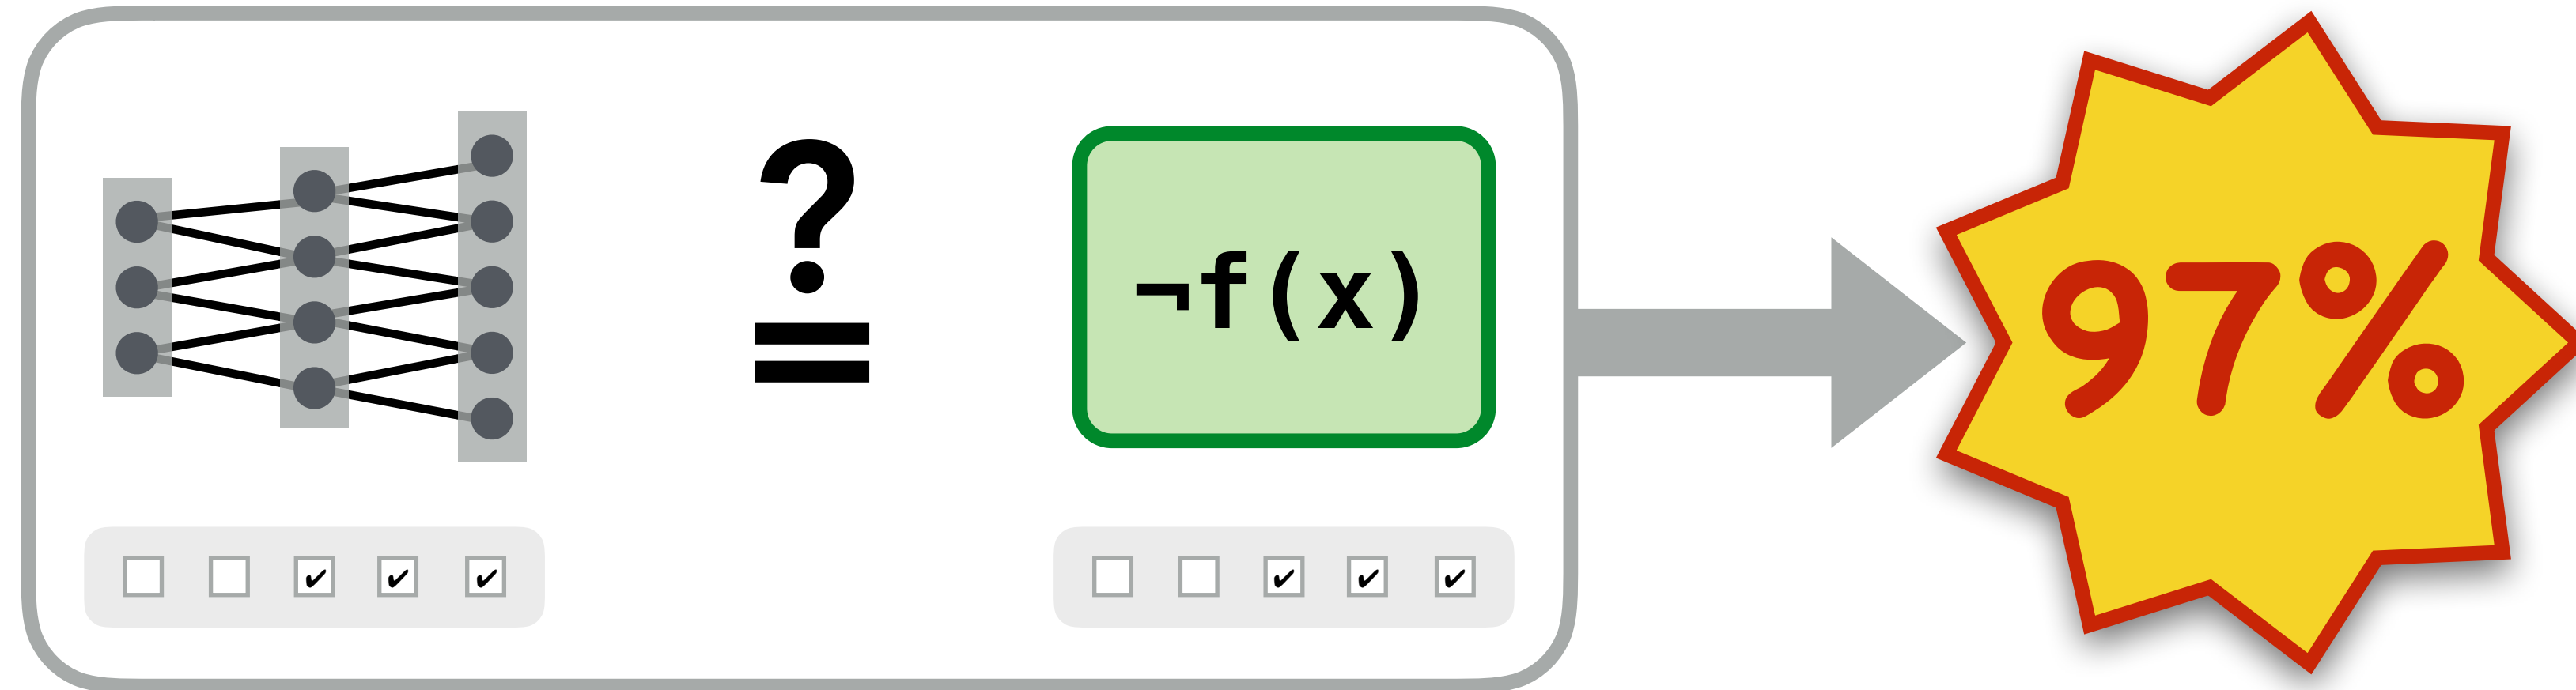 ?
=
¬f(x)
97%
✔ ✔ ✔
✔ ✔ ✔